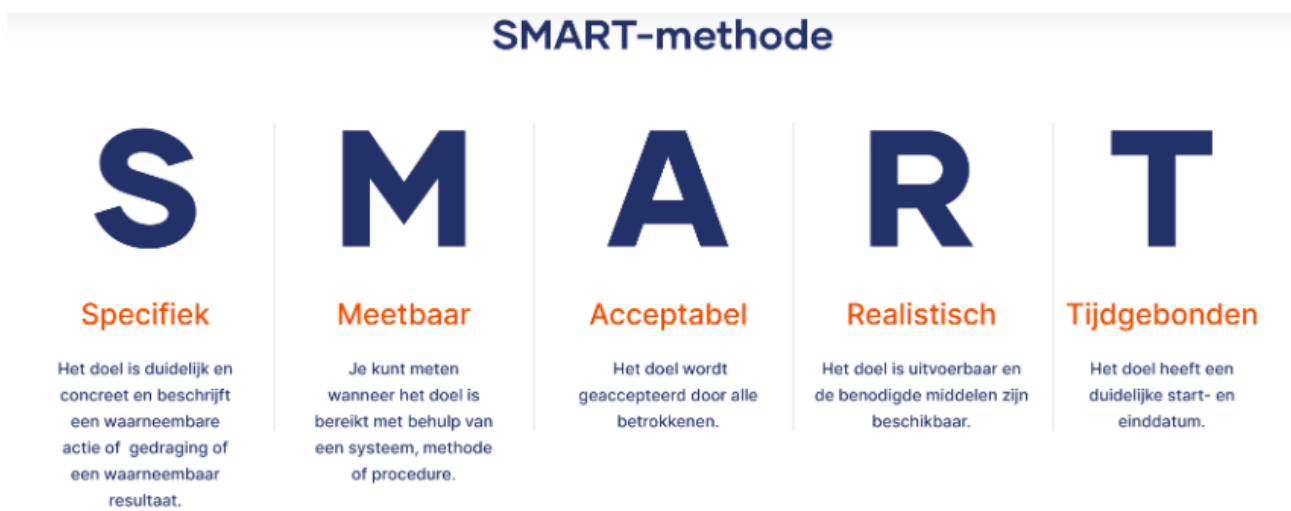 SMART-methode
S
M
A
R
T
Specifiek
Het doel is duidelijk en
concreet en beschrijft
een waarneembare
actie of gedraging of
een waarneembaar
resultaat.
Meetbaar
Je kunt meten
wanneer het doel is
bereikt met behulp van
een systeem, methode
of procedure.
Acceptabel
Het doel wordt
geaccepteerd door alle
betrokkenen.
Realistisch
Het doel is uitvoerbaar en
de benodigde middelen zijn
beschikbaar.
Tijdgebonden
Het doel heeft een
duidelijke start- en
einddatum.